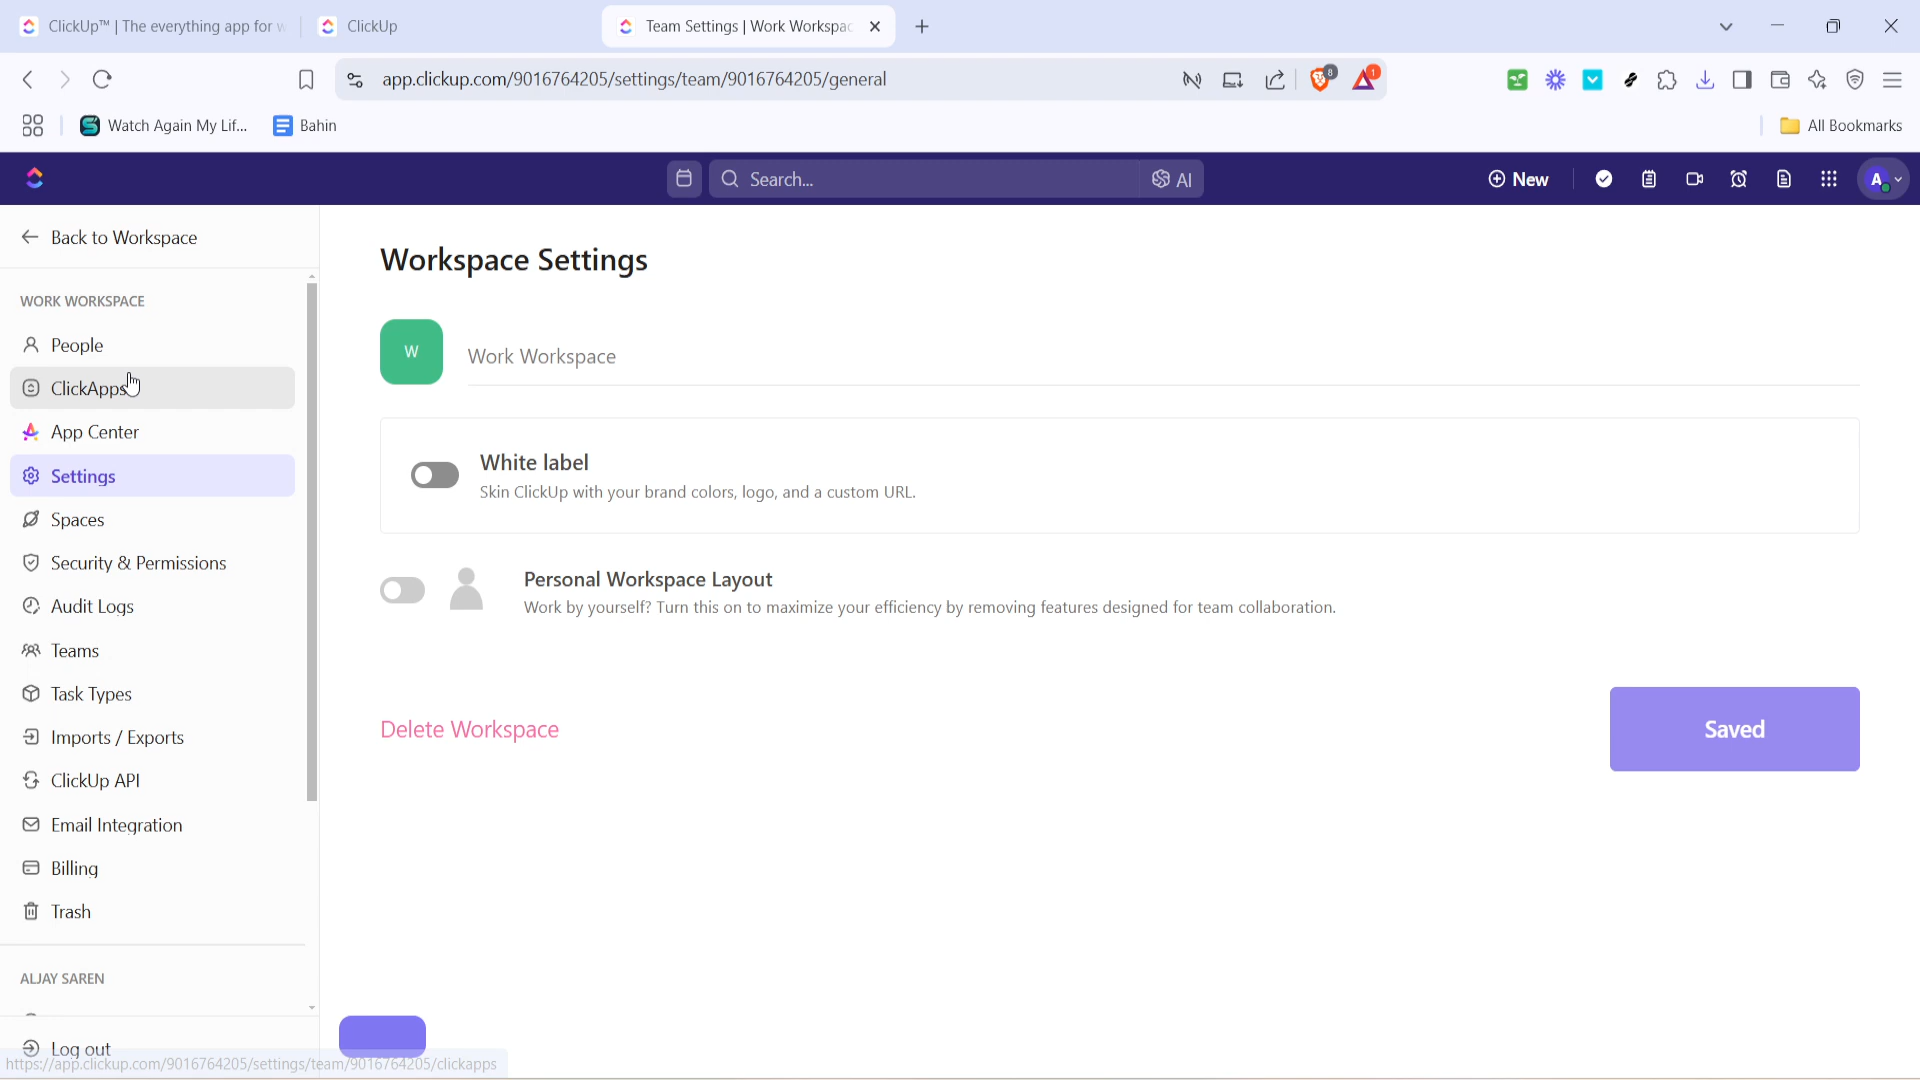 ClickUp™ | The everything app for w
ClickUp
Team Settings | Work Workspac
app.clickup.com/9016764205/settings/team/9016764205/general
8
1
Watch Again My Lif...
Bahin
All Bookmarks
Search...
AI
New
A
Back to Workspace
WORK WORKSPACE
People
ClickApps
App Center
Settings
Spaces
Security & Permissions
Audit Logs
Teams
Task Types
Imports / Exports
ClickUp API
Email Integration
Billing
Trash
ALJAY SAREN
Log out
https://app.clickup.com/9016764205/settings/team/9016764205/clickapps
Workspace Settings
W
Work Workspace
White label
Skin ClickUp with your brand colors, logo, and a custom URL.
Personal Workspace Layout
Work by yourself? Turn this on to maximize your efficiency by removing features designed for team collaboration.
Delete Workspace
Saved